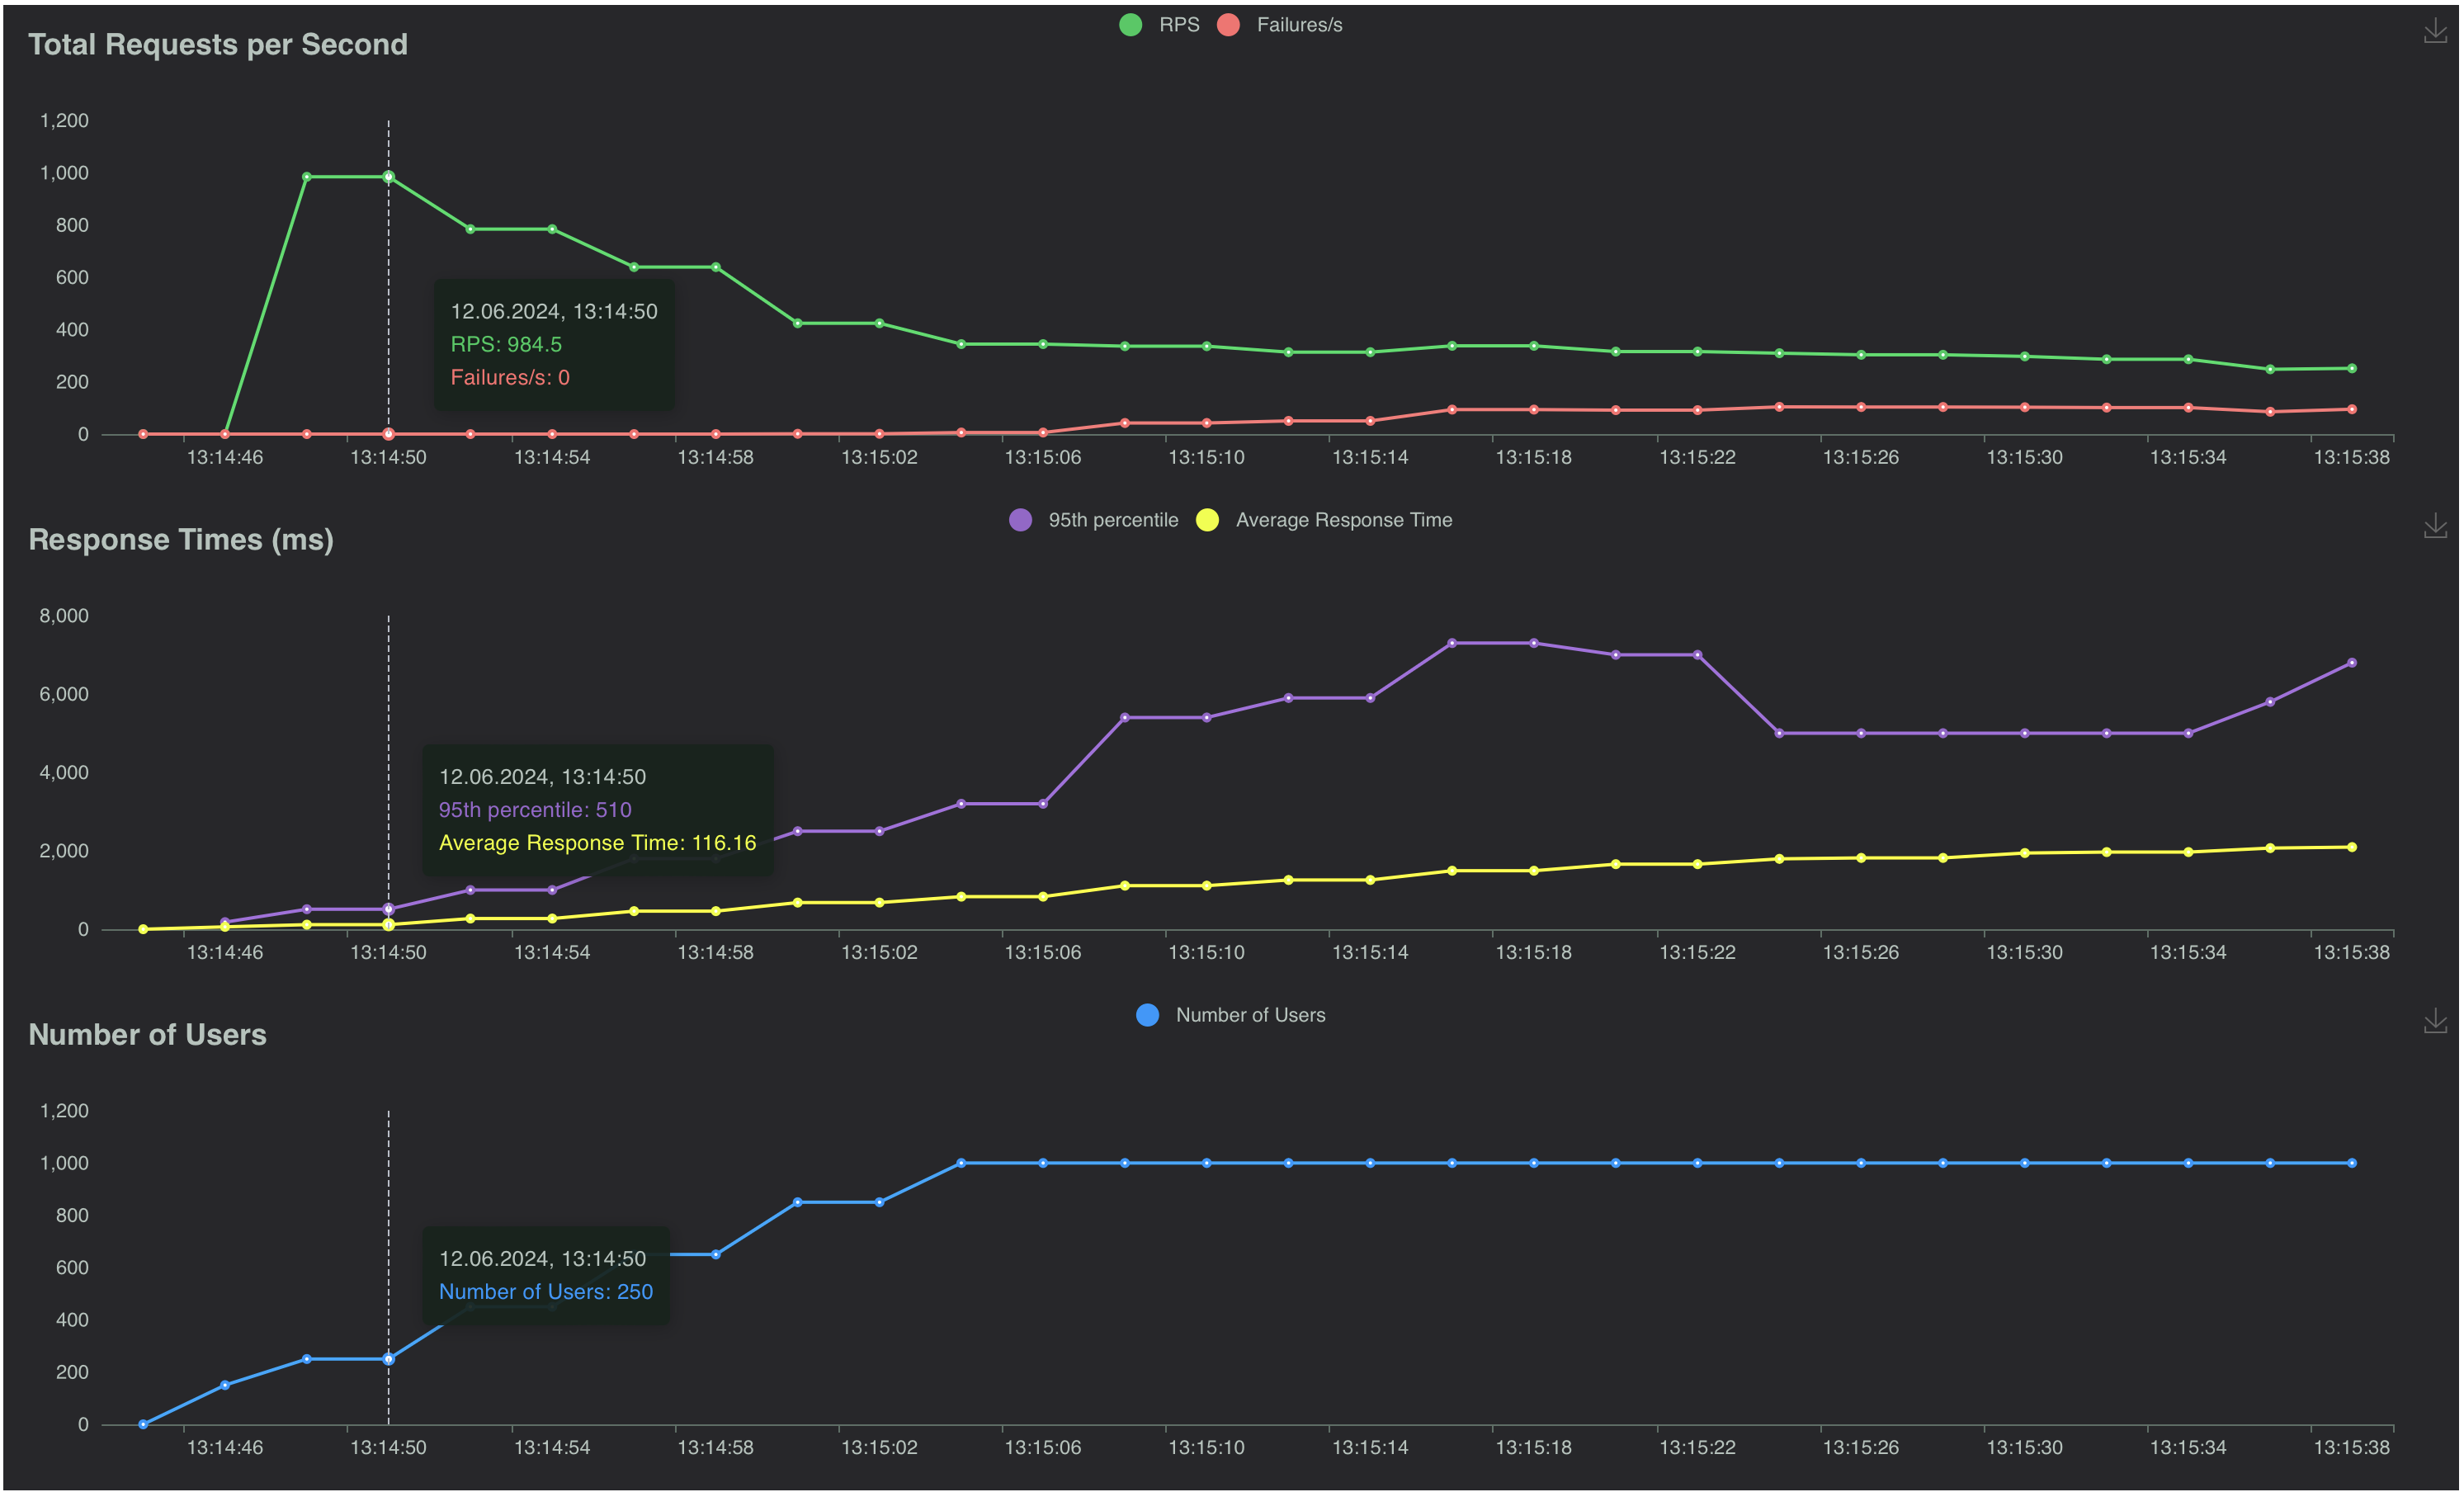 RPS Failures/s
Total Requests per Second
1,200
1,000
800
600
400
200
0
12.06.2024, 13:14:50
RPS: 984.5
Failures/s: 0
13:14:46 13:14:50 13:14:54 13:14:58 13:15:02 13:15:06 13:15:10 13:15:14 13:15:18 13:15:22 13:15:26 13:15:30 13:15:34 13:15:38
95th percentile Average Response Time
Response Times (ms)
8,000
6,000
4,000
2,000
0
12.06.2024, 13:14:50
95th percentile: 510
Average Response Time: 116.16
13:14:46 13:14:50 13:14:54 13:14:58 13:15:02 13:15:06 13:15:10 13:15:14 13:15:18 13:15:22 13:15:26 13:15:30 13:15:34 13:15:38
Number of Users
Number of Users
1,200
1,000
800
600
400
200
0
12.06.2024, 13:14:50
Number of Users: 250
13:14:46 13:14:50 13:14:54 13:14:58 13:15:02 13:15:06 13:15:10 13:15:14 13:15:18 13:15:22 13:15:26 13:15:30 13:15:34 13:15:38